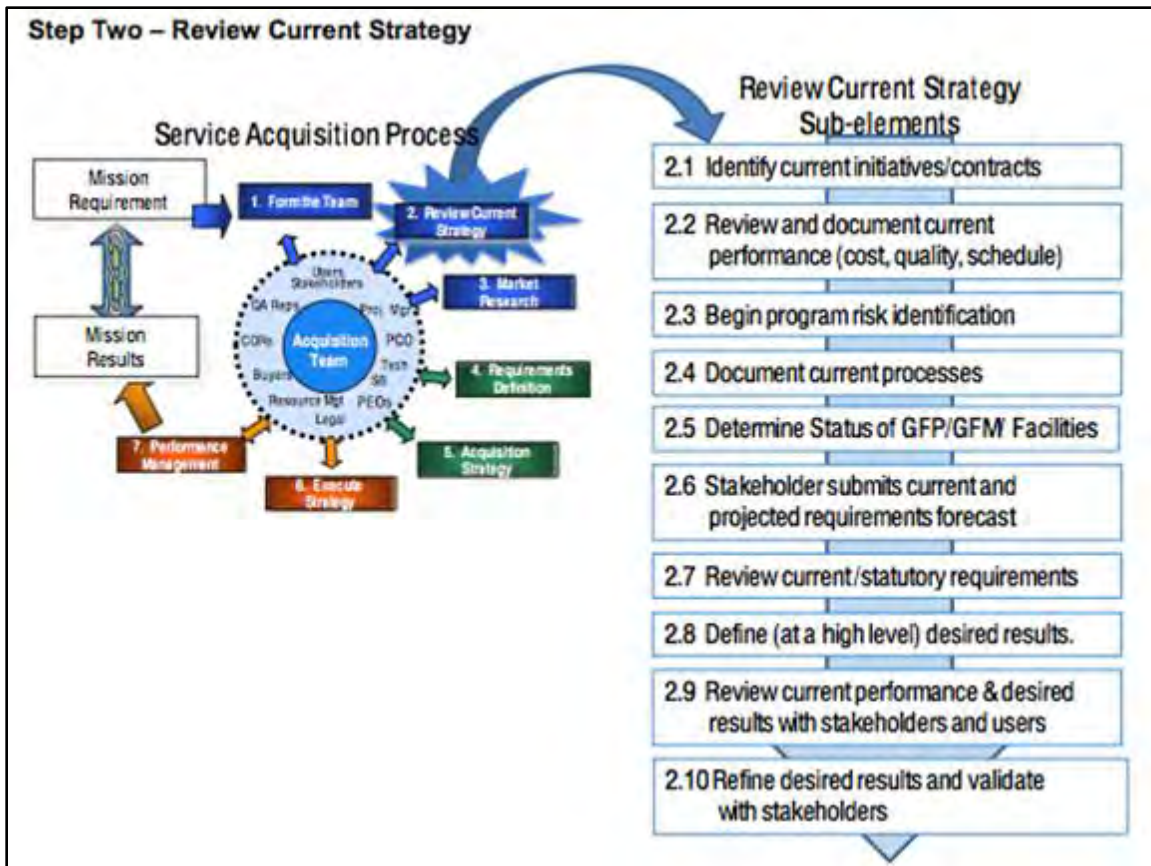 Step Two – Review Current Strategy
Service Acquisition Process
Mission
Requirement
1. Form the Team
2. Review Current
Strategy
3. Market
Research
4. Requirements
Definition
5. Acquisition
Strategy
6. Execute
Strategy
7. Performance
Management
Mission
Results
Users
Stakeholders
QA Reps
Proj. Mgr
CORs
PCO
Acquisition
Team
Tech
SB
Buyers
PEOs
Resource Mgt
Legal
Review Current Strategy
Sub-elements
2.1 Identify current initiatives/contracts
2.2 Review and document current
performance (cost, quality, schedule)
2.3 Begin program risk identification
2.4 Document current processes
2.5 Determine Status of GFP/GFM/ Facilities
2.6 Stakeholder submits current and
projected requirements forecast
2.7 Review current/statutory requirements
2.8 Define (at a high level) desired results.
2.9 Review current performance & desired
results with stakeholders and users
2.10 Refine desired results and validate
with stakeholders